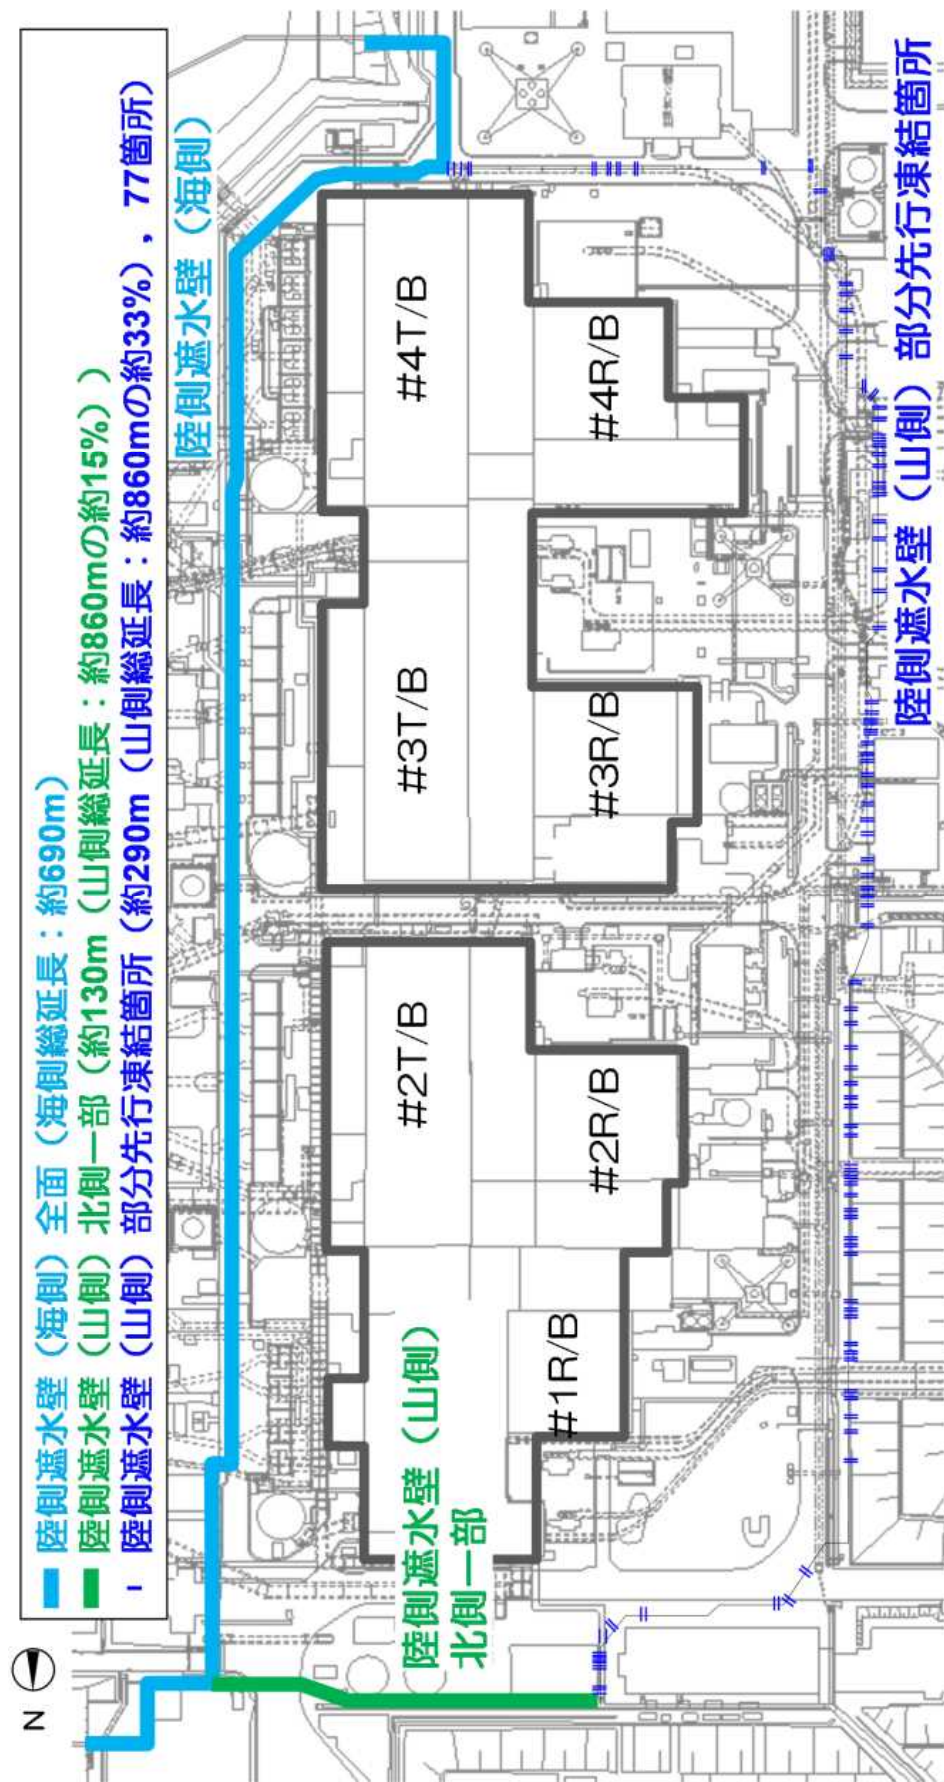 陸側遮水壁（海側）全面（海側総延長：約690m）
陸側遮水壁（山側）北側一部（約130m（山側総延長：約860mの約15%））
陸側遮水壁（山側）部分先行凍結箇所（約290m（山側総延長：約860mの約33%），77箇所）
N
陸側遮水壁（海側）
#2T/B
#3T/B
#4T/B
#1R/B
#2R/B
#3R/B
#4R/B
陸側遮水壁（山側）
北側一部
陸側遮水壁（山側）部分先行凍結箇所